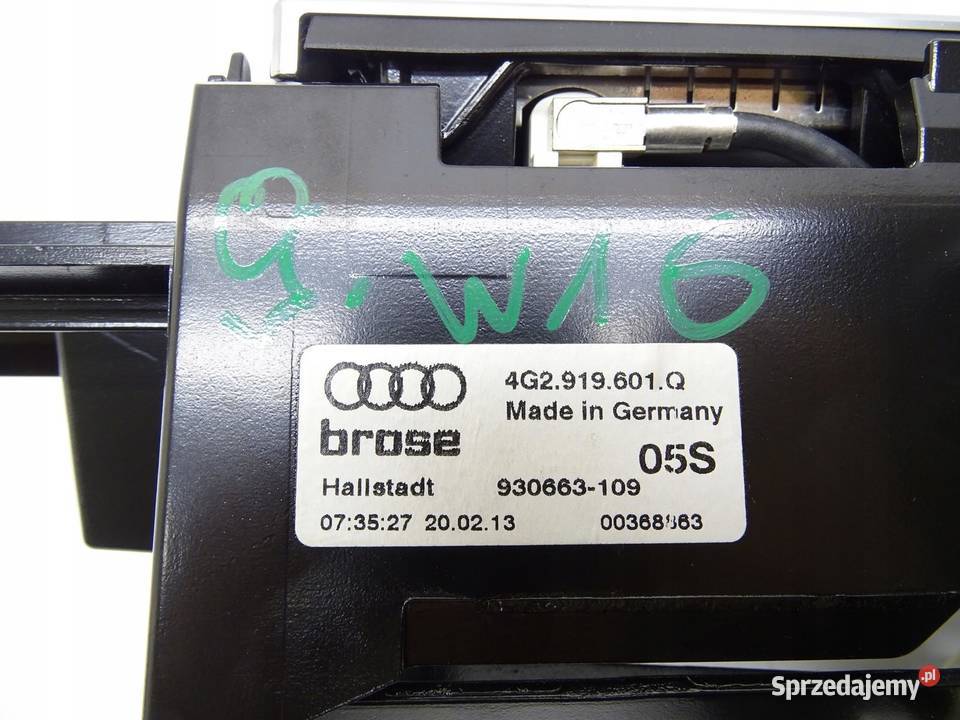 9. W16
4G2.919.601.Q
Made in Germany
brose
05S
Hallstadt 930663-109
07:35:27 20.02.13 00368863
Sprzedajemy.pl